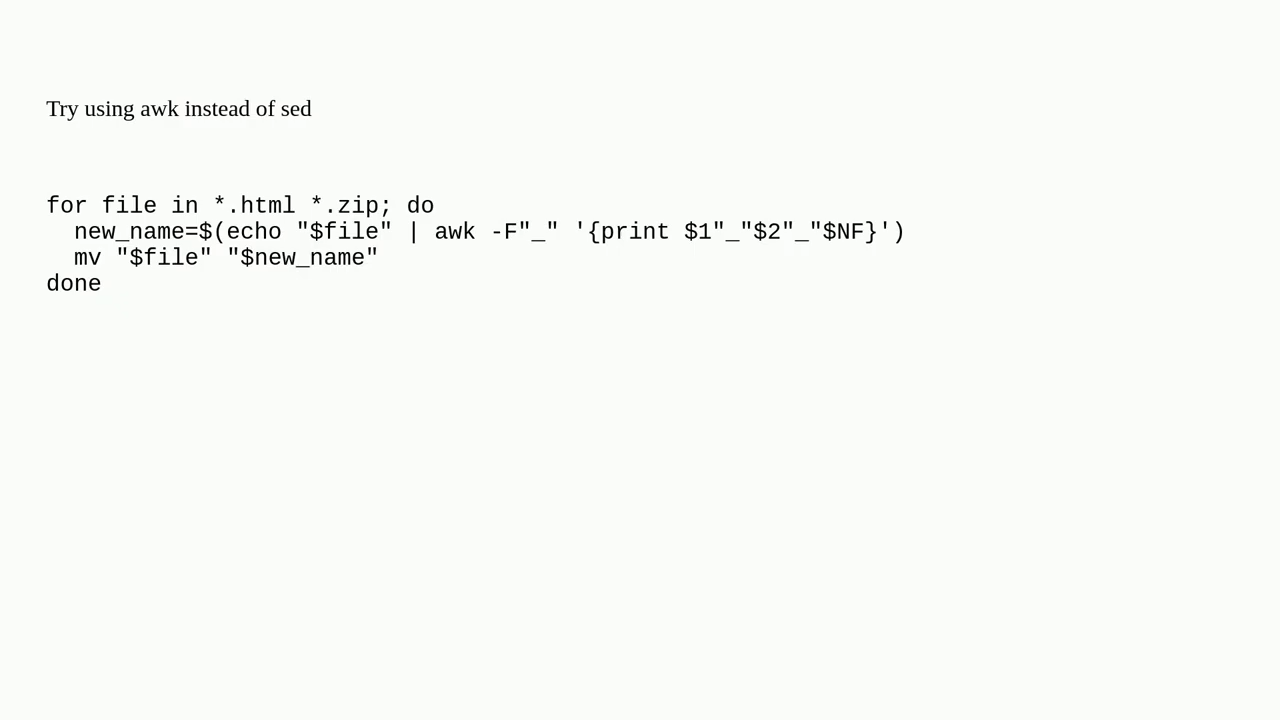 Try using awk instead of sed
for file in *.html *.zip; do
  new_name=$(echo "$file" | awk -F"_" '{print $1"_"$2"_"$NF}')
  mv "$file" "$new_name"
done